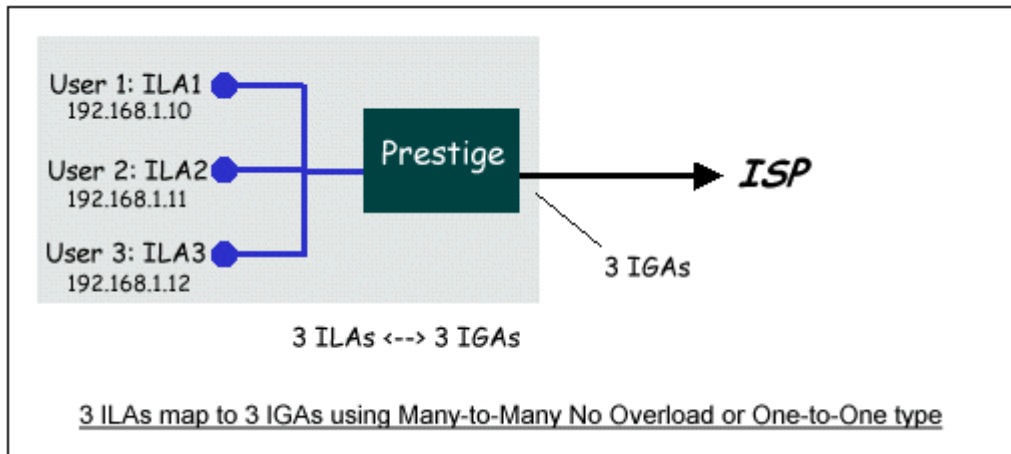 User 1: ILA1
192.168.1.10
User 2: ILA2
192.168.1.11
User 3: ILA3
192.168.1.12
Prestige
ISP
3 IGAs
3 ILAs <--> 3 IGAs
3 ILAs map to 3 IGAs using Many-to-Many No Overload or One-to-One type